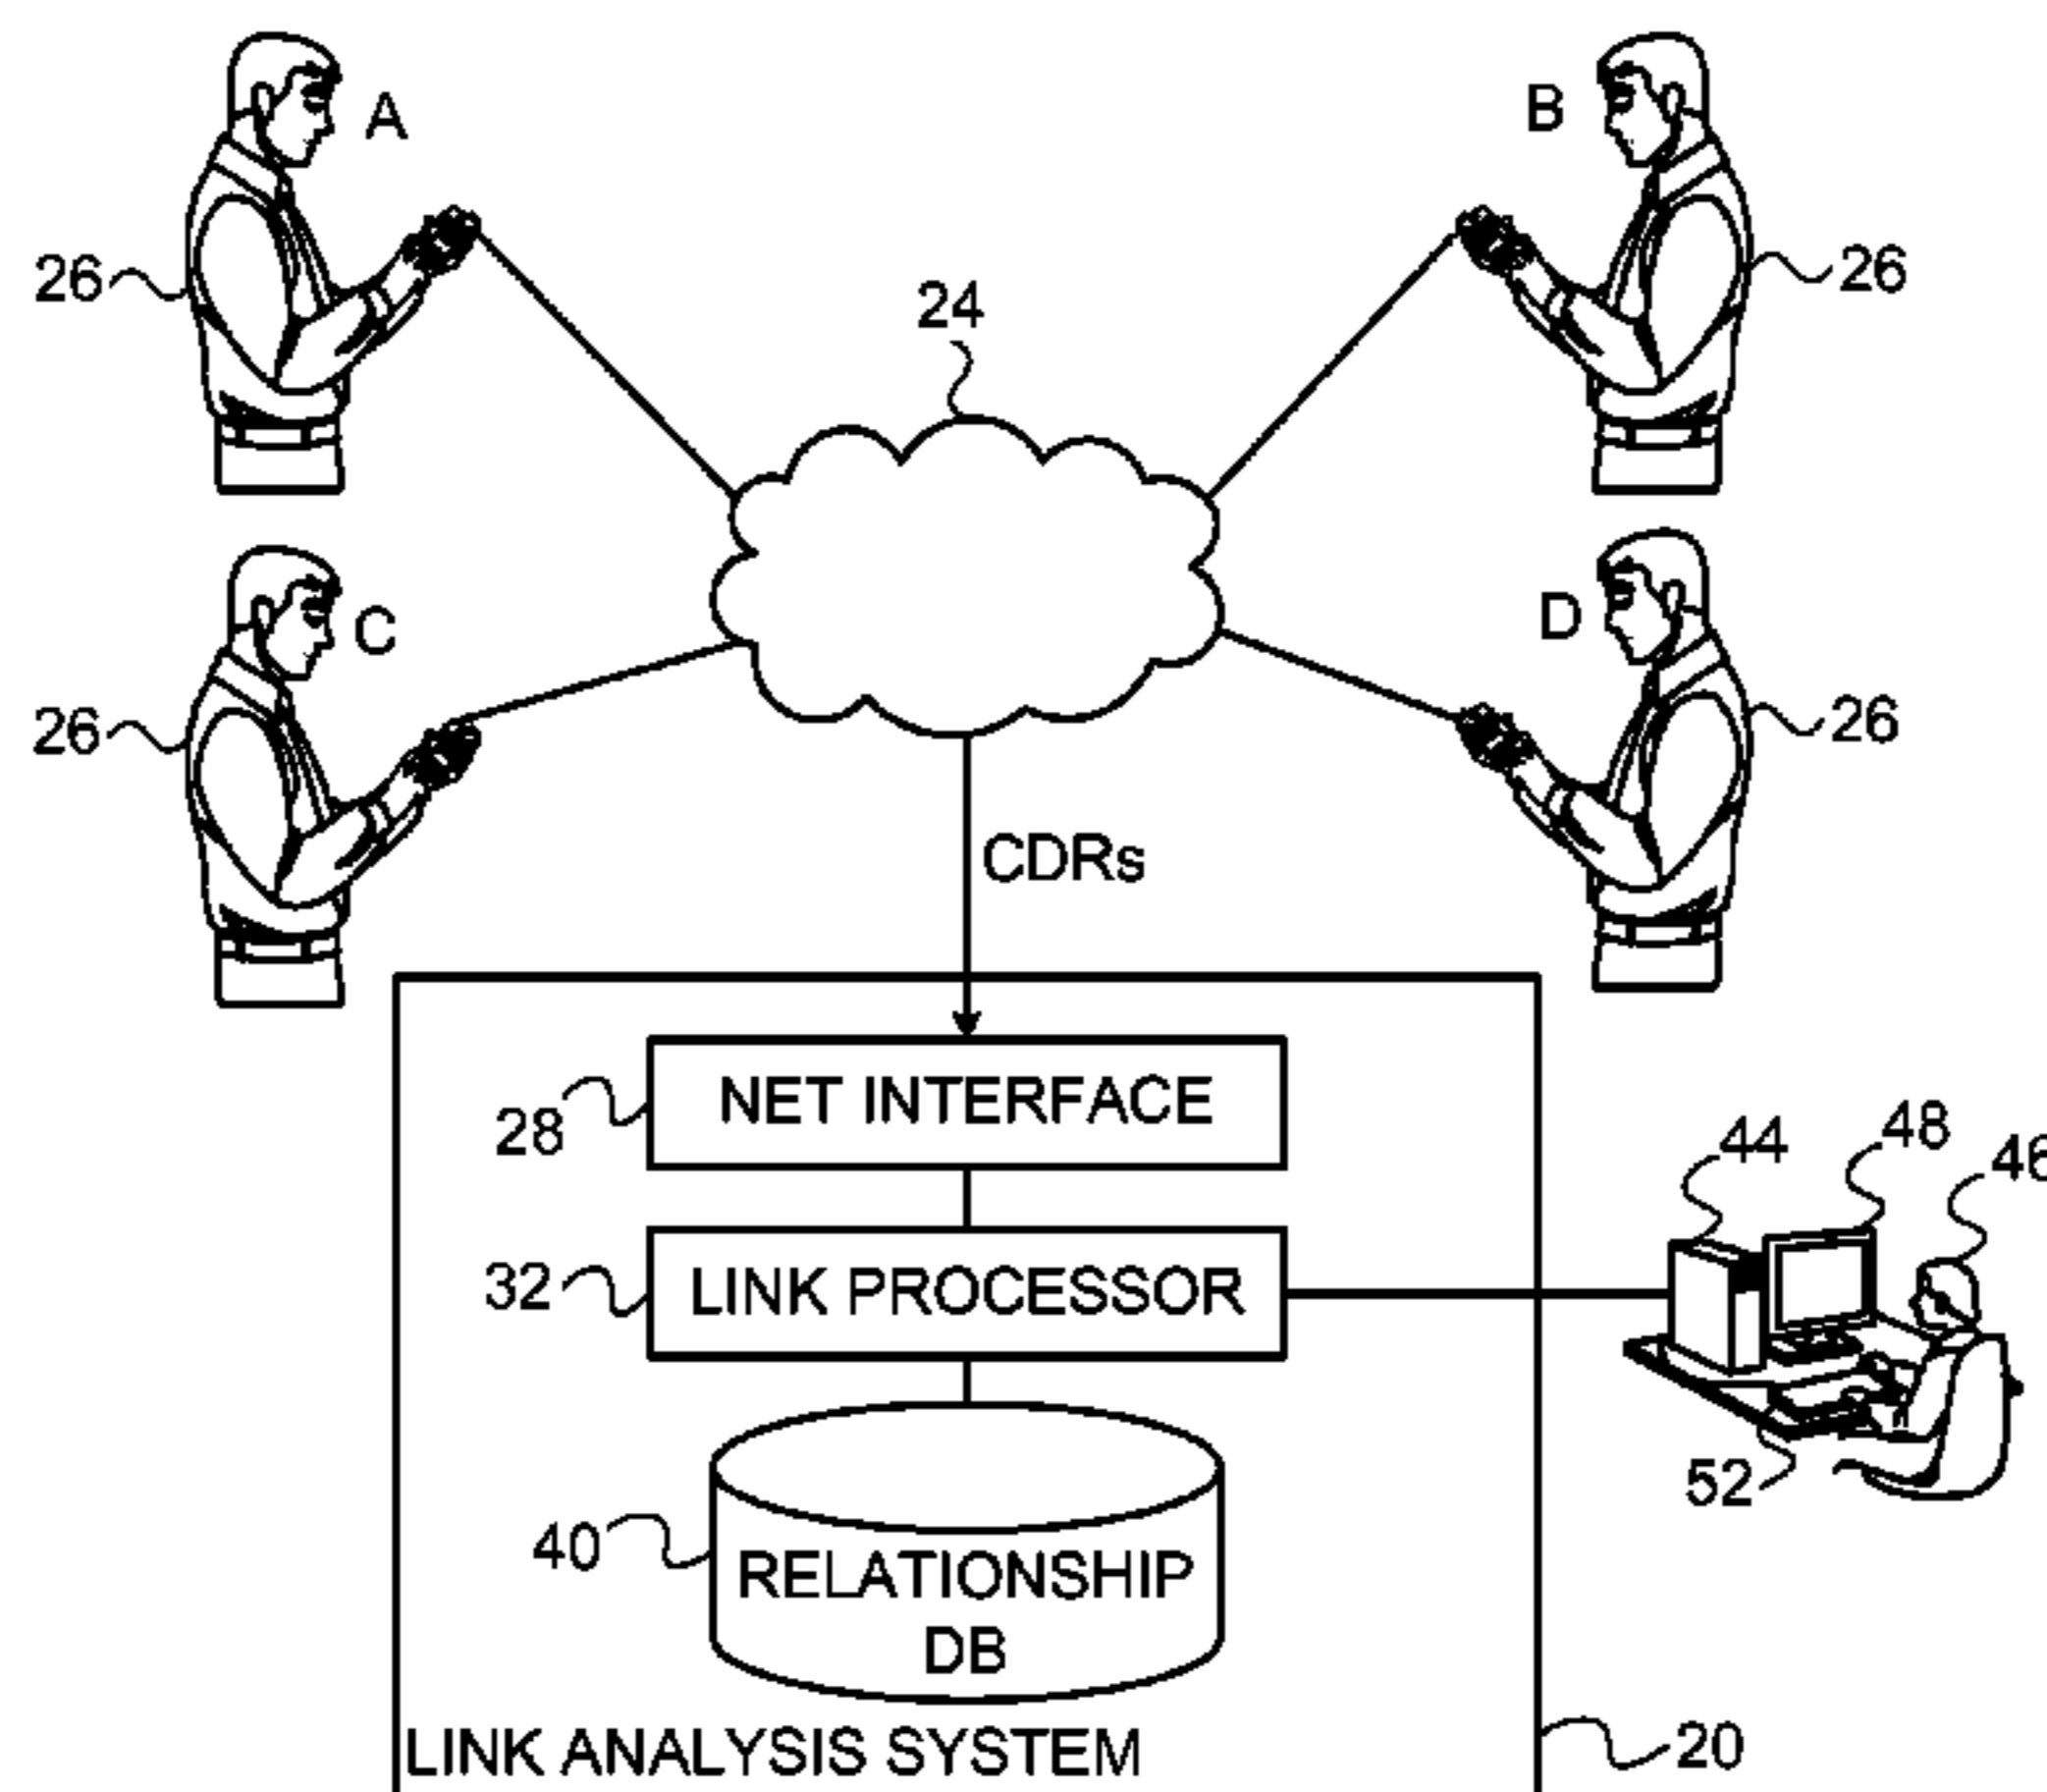 A
B
26
26
24
C
D
26
26
CDRs
NET INTERFACE
28
44
48
46
LINK PROCESSOR
32
52
40
RELATIONSHIP
DB
LINK ANALYSIS SYSTEM
20